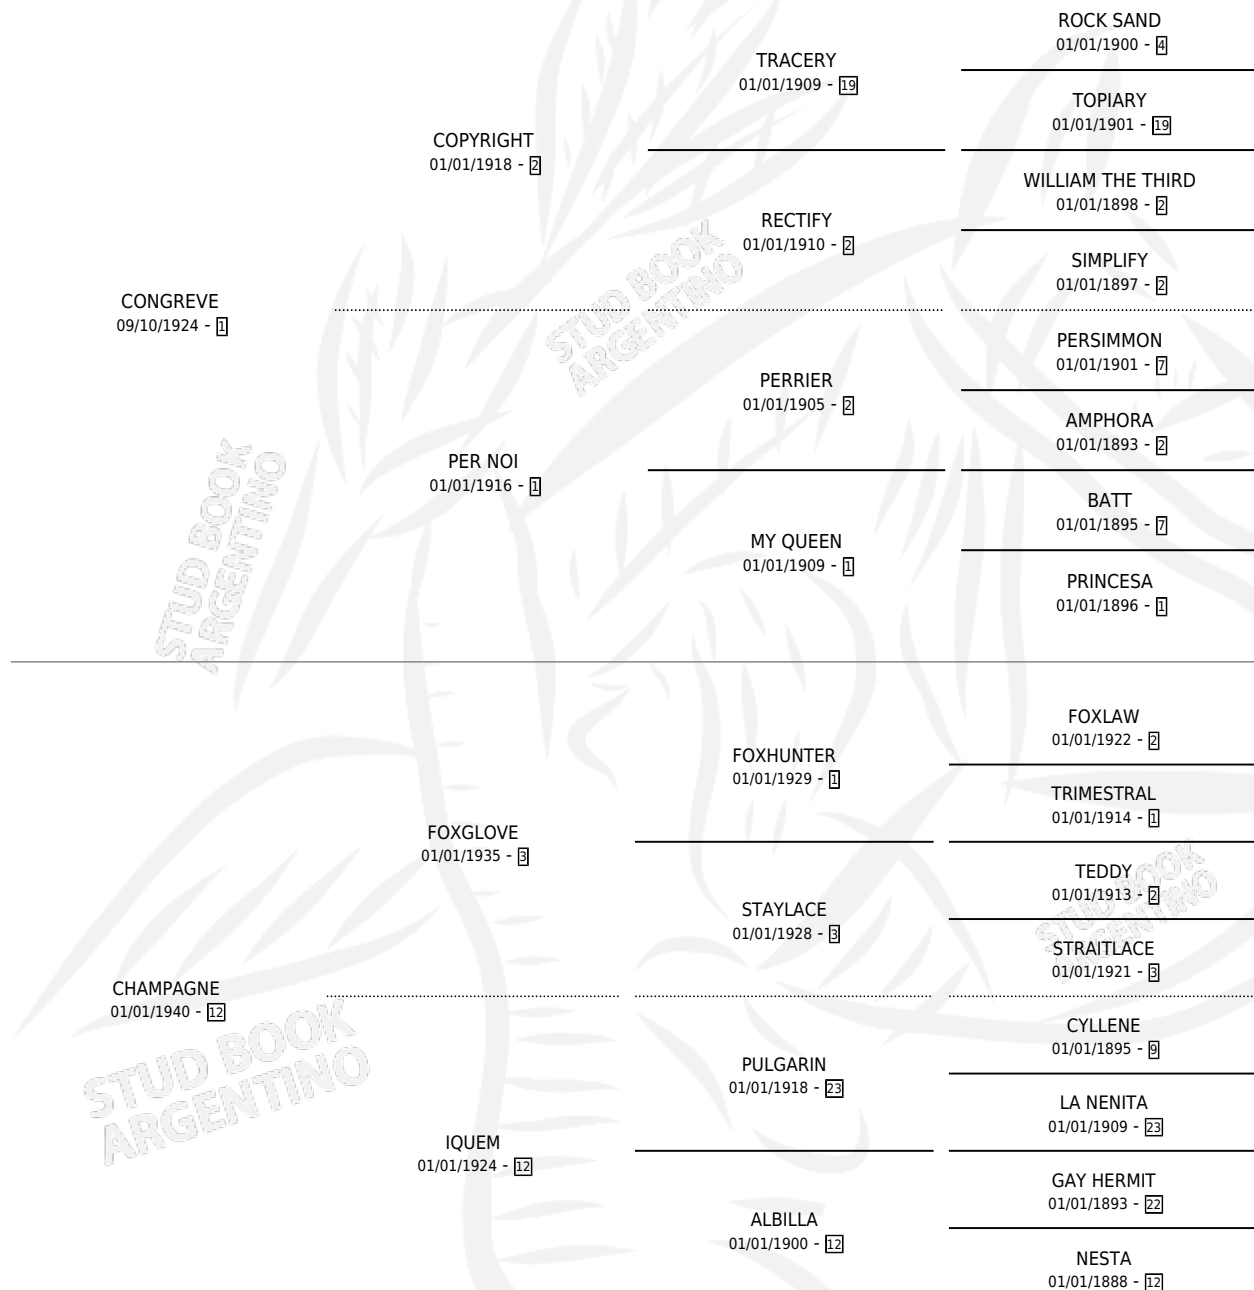 ROCK SAND
01/01/1900 - 4
TRACERY
01/01/1909 - 19
TOPIARY
01/01/1901 - 19
COPYRIGHT
01/01/1918 - 2
WILLIAM THE THIRD
01/01/1898 - 2
RECTIFY
01/01/1910 - 2
SIMPLIFY
01/01/1897 - 2
CONGREVE
09/10/1924 - 1
STUD BOOK
ARGENTINO
PERSIMMON
01/01/1901 - 7
PERRIER
01/01/1905 - 2
AMPHORA
01/01/1893 - 2
PER NOI
01/01/1916 - 1
BATT
01/01/1895 - 7
MY QUEEN
01/01/1909 - 1
PRINCESA
01/01/1896 - 1
STUD BOOK
ARGENTINO
FOXLAW
01/01/1922 - 2
FOXHUNTER
01/01/1929 - 1
TRIMESTRAL
01/01/1914 - 1
FOXGLOVE
01/01/1935 - 3
TEDDY
01/01/1913 - 2
STAYLACE
01/01/1928 - 3
STRAITLACE
01/01/1921 - 3
STUD BOOK
ARGENTINO
CHAMPAGNE
01/01/1940 - 12
CYLLENE
01/01/1895 - 9
PULGARIN
01/01/1918 - 23
LA NENITA
01/01/1909 - 23
STUD BOOK
ARGENTINO
IQUEM
01/01/1924 - 12
GAY HERMIT
01/01/1893 - 22
ALBILLA
01/01/1900 - 12
NESTA
01/01/1888 - 12